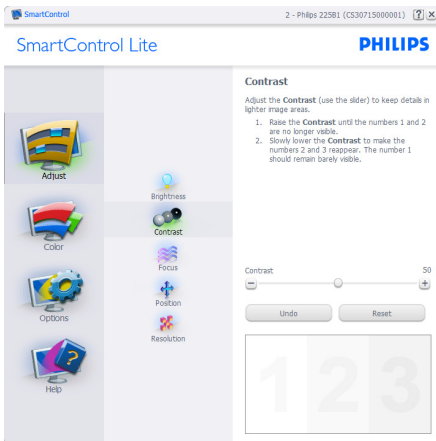 SmartControl
2 - Philips 225B1 (CS30715000001)
SmartControl Lite
PHILIPS
Adjust
Color
Options
Help
Brightness
Contrast
Focus
Position
Resolution
Contrast
Adjust the Contrast (use the slider) to keep details in
lighter image areas.
1. Raise the Contrast until the numbers 1 and 2
are no longer visible.
2. Slowly lower the Contrast to make the
numbers 2 and 3 reappear. The number 1
should remain barely visible.
Contrast 50
Undo Reset
1 2 3